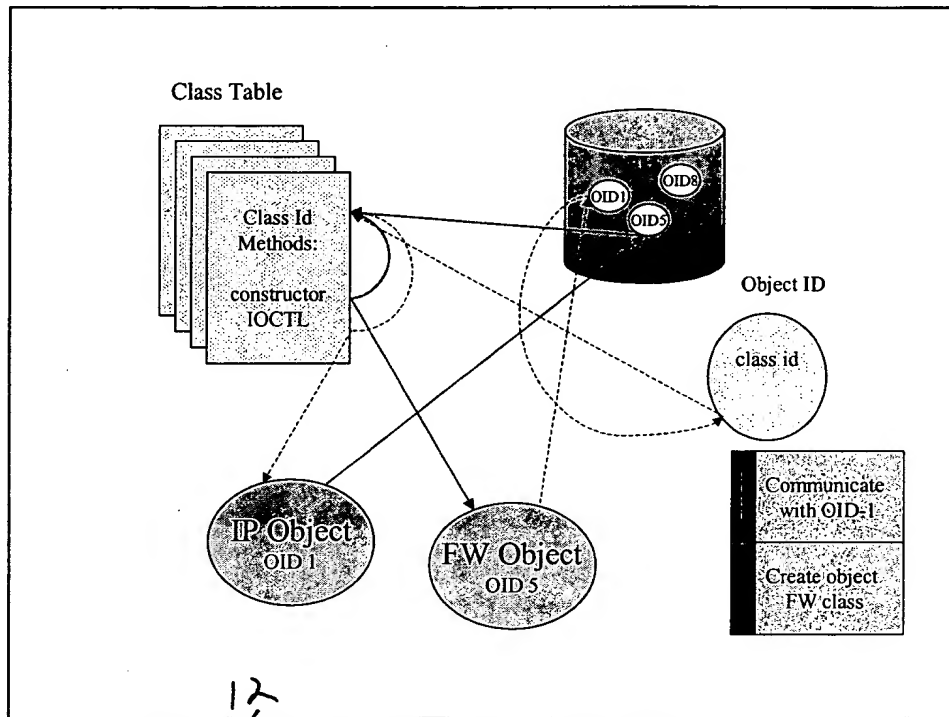 Class Table
Class Id
Methods:
constructor
IOCTL
OID1
OID8
OID5
Object ID
class id
IP Object
OID 1
FW Object
OID 5
Communicate
with OID-1
Create object
FW class
12